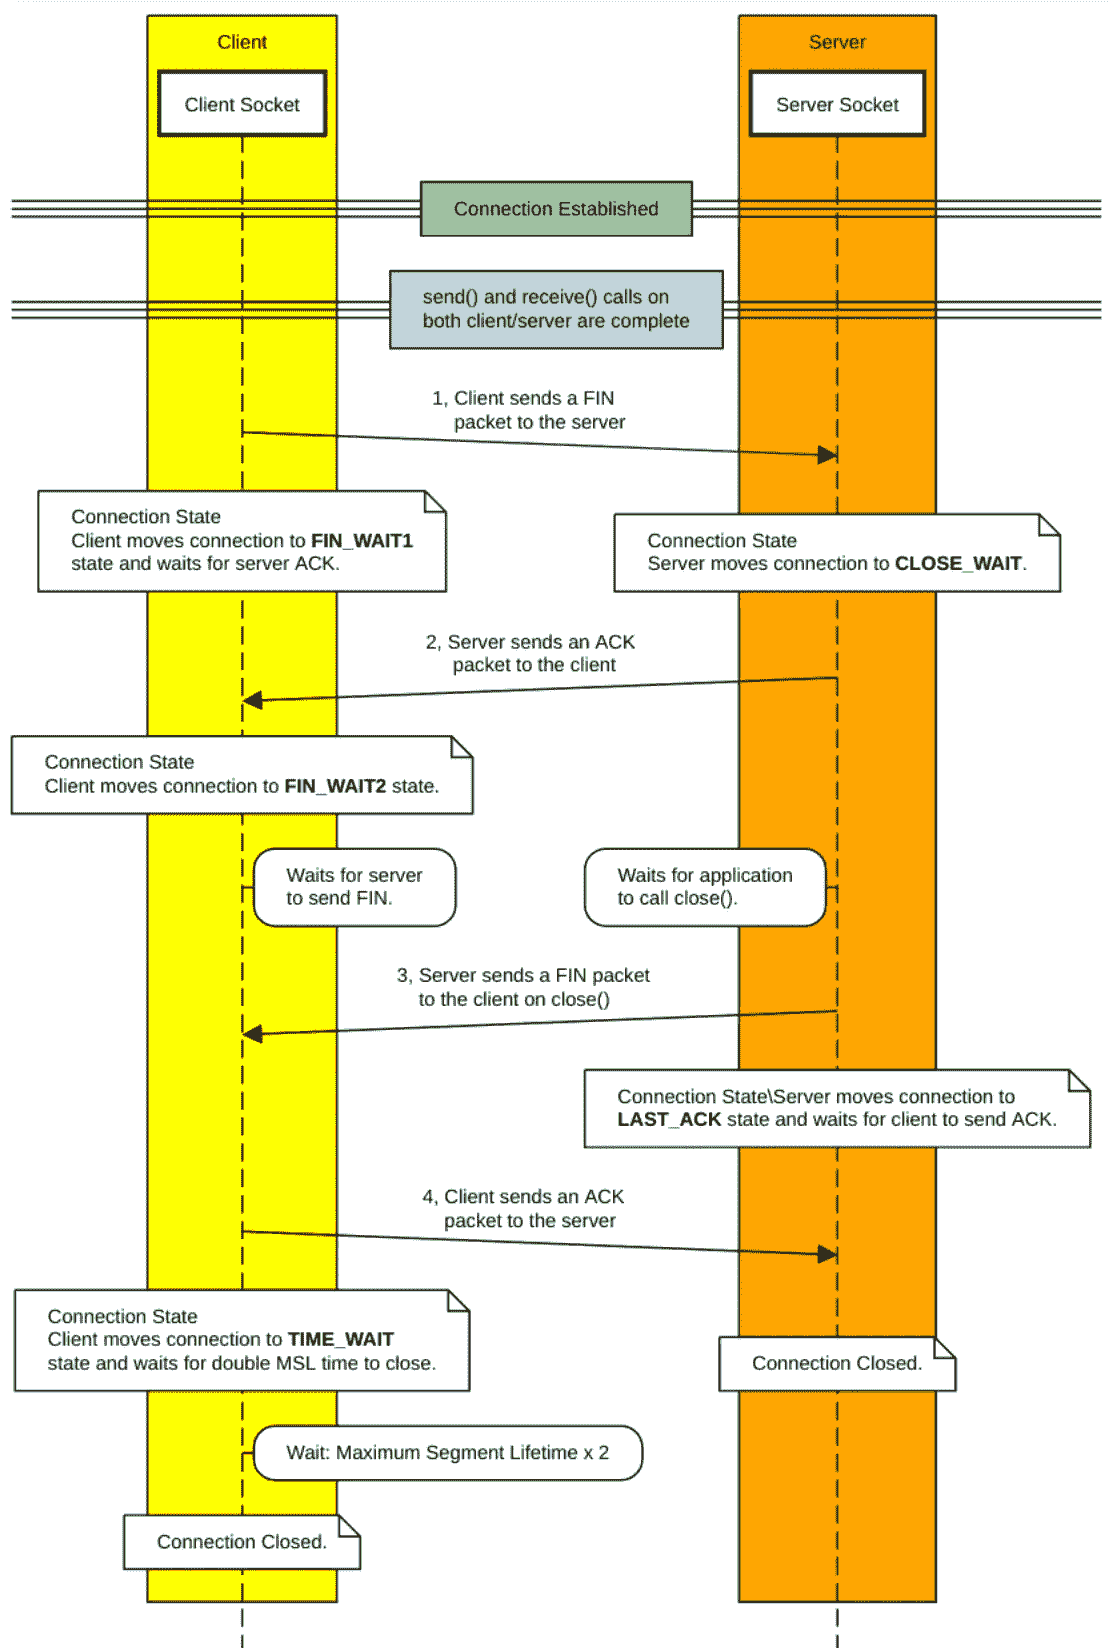 Client
Server
Client Socket
Server Socket
Connection Established
send() and receive() calls on
both client/server are complete
1, Client sends a FIN
packet to the server
Connection State
Client moves connection to FIN_WAIT1
state and waits for server ACK.
Connection State
Server moves connection to CLOSE_WAIT.
2, Server sends an ACK
packet to the client
Connection State
Client moves connection to FIN_WAIT2 state.
Waits for server
to send FIN.
Waits for application
to call close().
3, Server sends a FIN packet
to the client on close()
Connection State\Server moves connection to
LAST_ACK state and waits for client to send ACK.
4, Client sends an ACK
packet to the server
Connection State
Client moves connection to TIME_WAIT
state and waits for double MSL time to close.
Connection Closed.
Wait: Maximum Segment Lifetime x 2
Connection Closed.